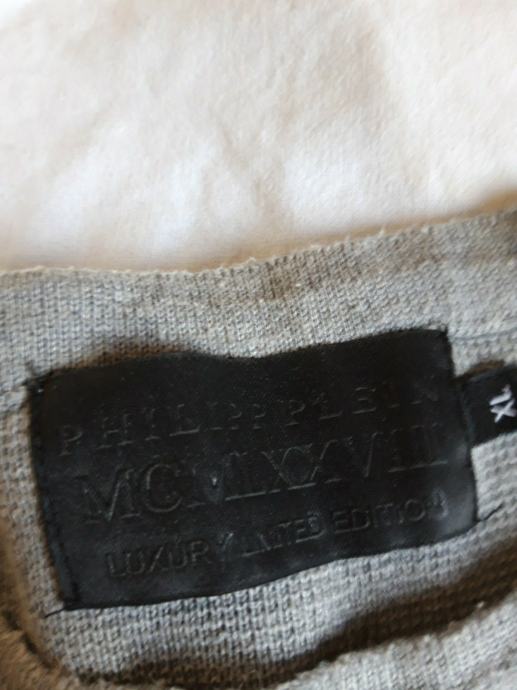 PHILIPP PLEIN
MCMLXXVIII
LUXURY LIMITED EDITION
XL